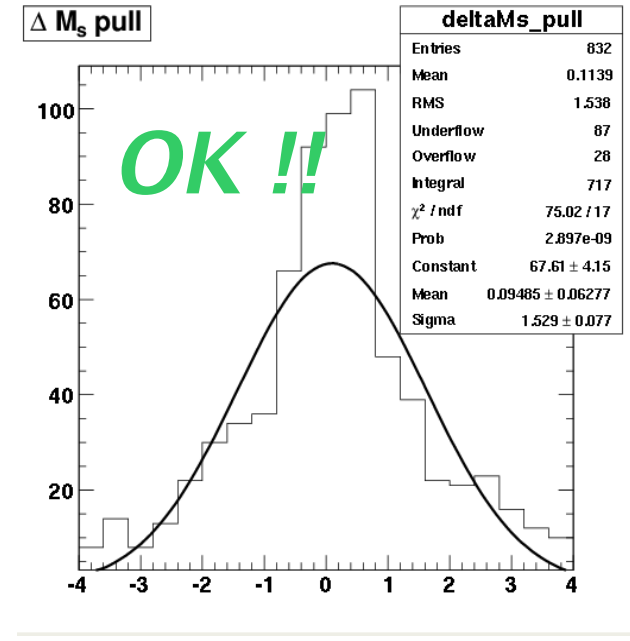 Δ Ms pull
deltaMs_pull
Entries 832
Mean 0.1139
RMS 1.538
Underflow 87
Overflow 28
Integral 717
χ² / ndf 75.02 / 17
Prob 2.897e-09
Constant 67.61 ± 4.15
Mean 0.09485 ± 0.06277
Sigma 1.529 ± 0.077
OK !!
100
80
60
40
20
-4 -3 -2 -1 0 1 2 3 4